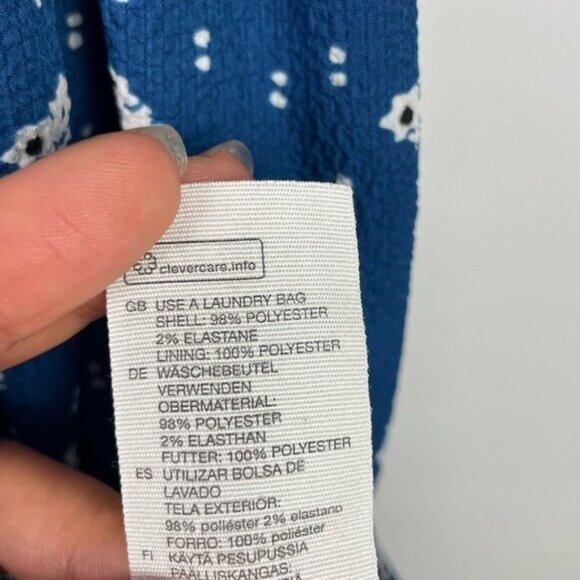 clevercare.info
GB USE A LAUNDRY BAG
SHELL: 98% POLYESTER
2% ELASTANE
LINING: 100% POLYESTER
DE WÄSCHEBEUTEL
VERWENDEN
OBERMATERIAL:
98% POLYESTER
2% ELASTHAN
FUTTER: 100% POLYESTER
ES UTILIZAR BOLSA DE
LAVADO
TELA EXTERIOR:
98% poliéster 2% elastano
FORRO: 100% poliéster
FI KÄYTÄ PESUPUSSIA
PÄÄLLISKANGAS: